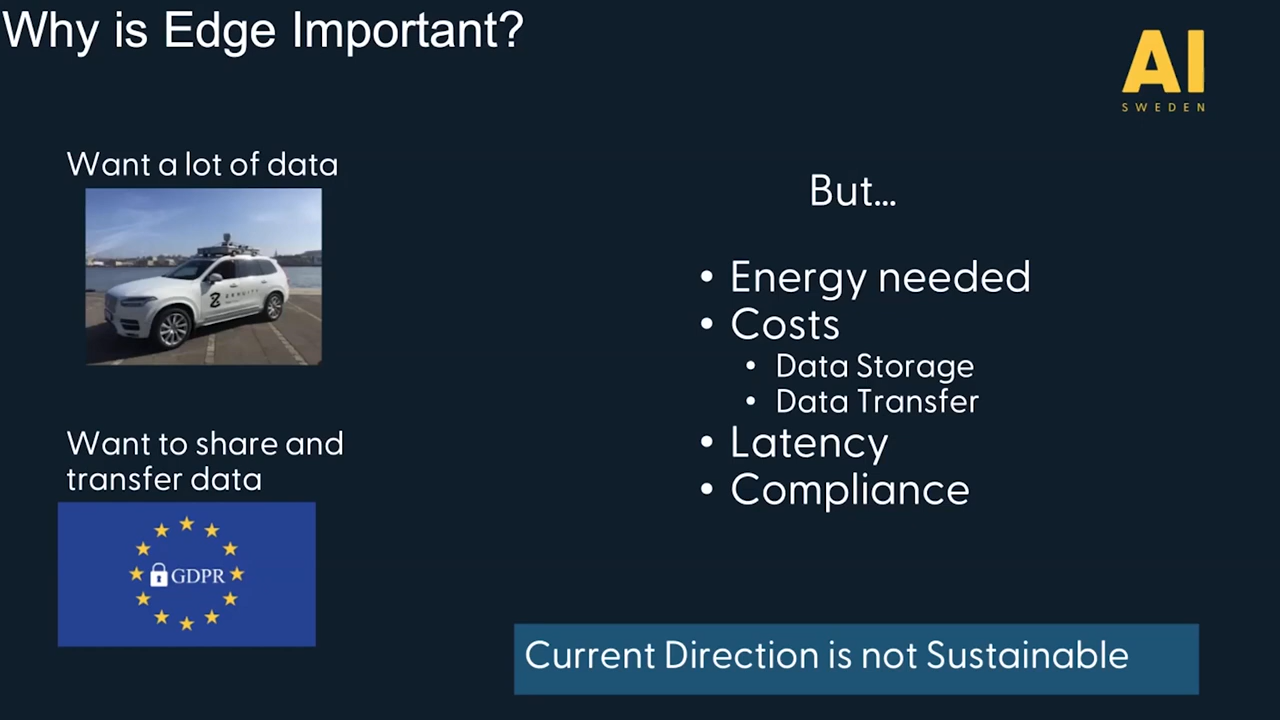 Why is Edge Important?
AI
SWEDEN
Want a lot of data
ZENUITY
But...
• Energy needed
• Costs
• Data Storage
• Data Transfer
• Latency
• Compliance
Want to share and
transfer data
GDPR
Current Direction is not Sustainable